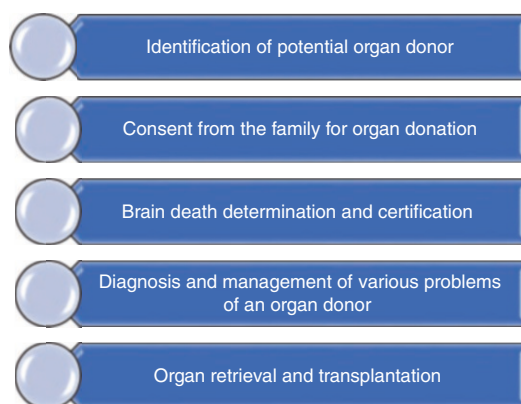 Identification of potential organ donor
Consent from the family for organ donation
Brain death determination and certification
Diagnosis and management of various problems
of an organ donor
Organ retrieval and transplantation